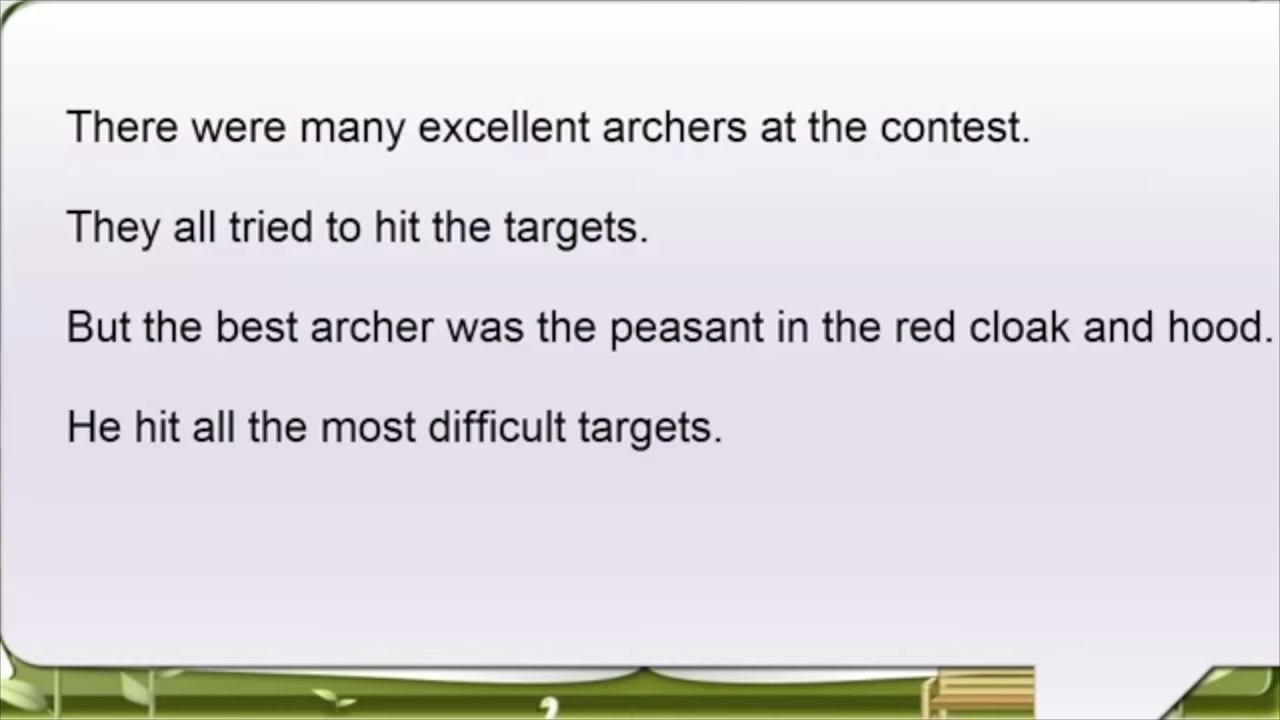 There were many excellent archers at the contest.
They all tried to hit the targets.
But the best archer was the peasant in the red cloak and hood.
He hit all the most difficult targets.